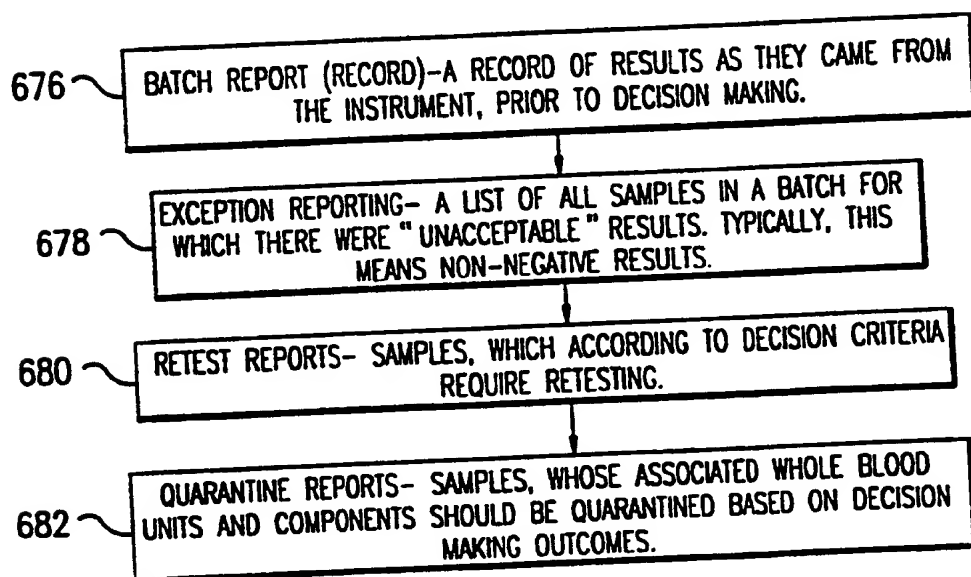 676
BATCH REPORT (RECORD)-A RECORD OF RESULTS AS THEY CAME FROM
THE INSTRUMENT, PRIOR TO DECISION MAKING.
678
EXCEPTION REPORTING- A LIST OF ALL SAMPLES IN A BATCH FOR
WHICH THERE WERE "UNACCEPTABLE" RESULTS. TYPICALLY, THIS
MEANS NON-NEGATIVE RESULTS.
680
RETEST REPORTS- SAMPLES, WHICH ACCORDING TO DECISION CRITERIA
REQUIRE RETESTING.
682
QUARANTINE REPORTS- SAMPLES, WHOSE ASSOCIATED WHOLE BLOOD
UNITS AND COMPONENTS SHOULD BE QUARANTINED BASED ON DECISION
MAKING OUTCOMES.